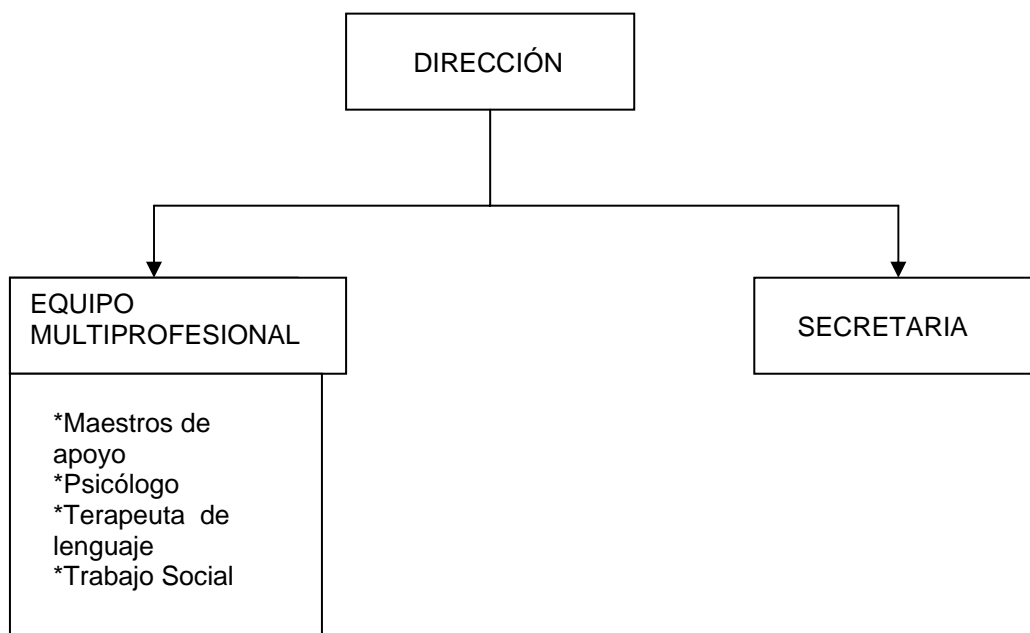 DIRECCIÓN
EQUIPO
MULTIPROFESIONAL
SECRETARIA
*Maestros de
apoyo
*Psicólogo
*Terapeuta de
lenguaje
*Trabajo Social